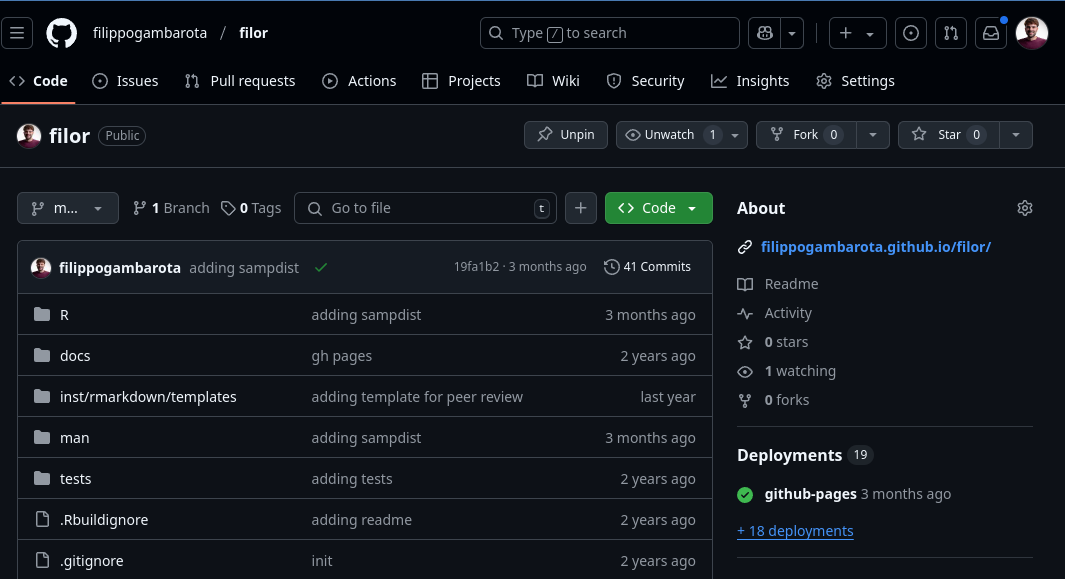 filippogambarota / filor
Type / to search
Code Issues Pull requests Actions Projects Wiki Security Insights Settings
filor Public
Unpin Unwatch 1 Fork 0 Star 0
m... 1 Branch 0 Tags Go to file t Code
filippogambarota adding sampdist 19fa1b2 · 3 months ago 41 Commits
R adding sampdist 3 months ago
docs gh pages 2 years ago
inst/rmarkdown/templates adding template for peer review last year
man adding sampdist 3 months ago
tests adding tests 2 years ago
.Rbuildignore adding readme 2 years ago
.gitignore init 2 years ago
About
filippogambarota.github.io/filor/
Readme
Activity
0 stars
1 watching
0 forks
Deployments 19
github-pages 3 months ago
+ 18 deployments